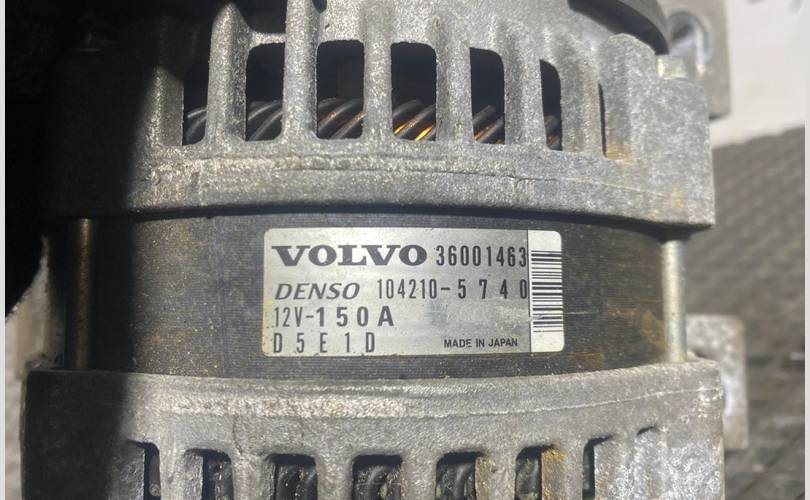 VOLVO 36001463
DENSO 104210-5740
12V-150A
D5E1D MADE IN JAPAN